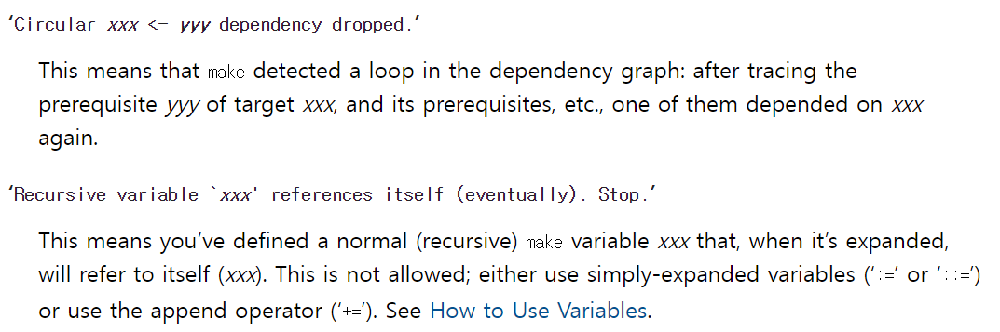 ‘Circular xxx <- yyy dependency dropped.’
This means that make detected a loop in the dependency graph: after tracing the
prerequisite yyy of target xxx, and its prerequisites, etc., one of them depended on xxx
again.
‘Recursive variable `xxx' references itself (eventually). Stop.’
This means you’ve defined a normal (recursive) make variable xxx that, when it’s expanded,
will refer to itself (xxx). This is not allowed; either use simply-expanded variables (‘:=’ or ‘::=’)
or use the append operator (‘+=’). See How to Use Variables.